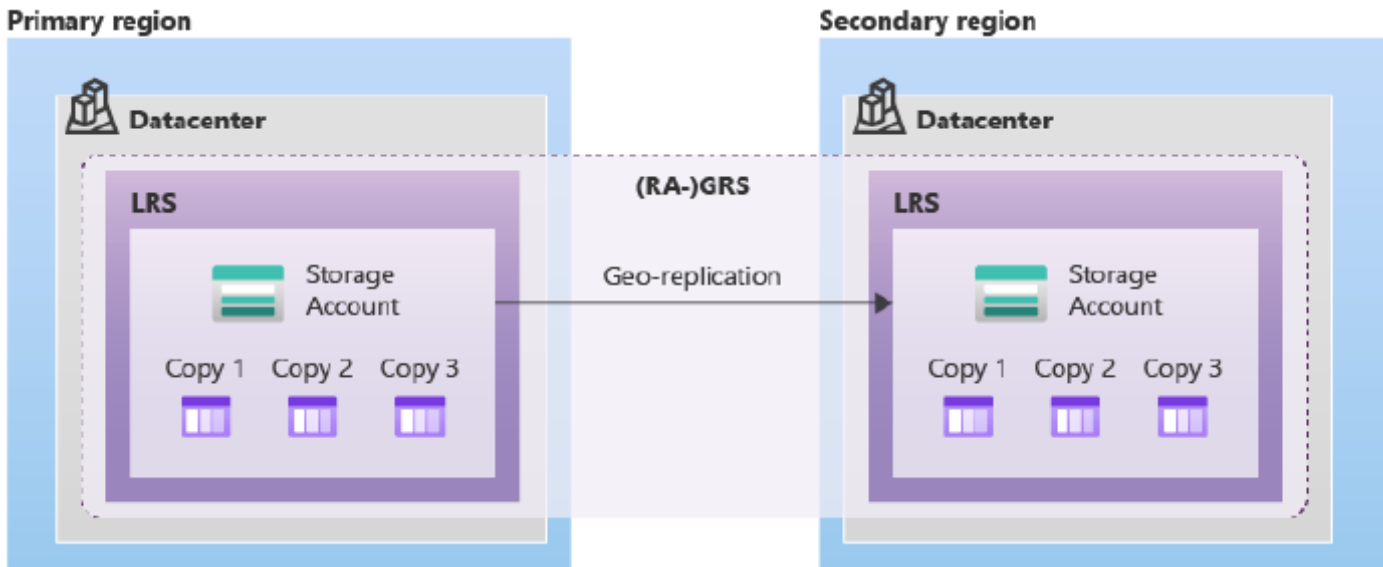 Primary region
Secondary region
Datacenter
Datacenter
LRS
(RA-)GRS
LRS
Storage
Account
Geo-replication
Storage
Account
Copy 1 Copy 2 Copy 3
Copy 1 Copy 2 Copy 3